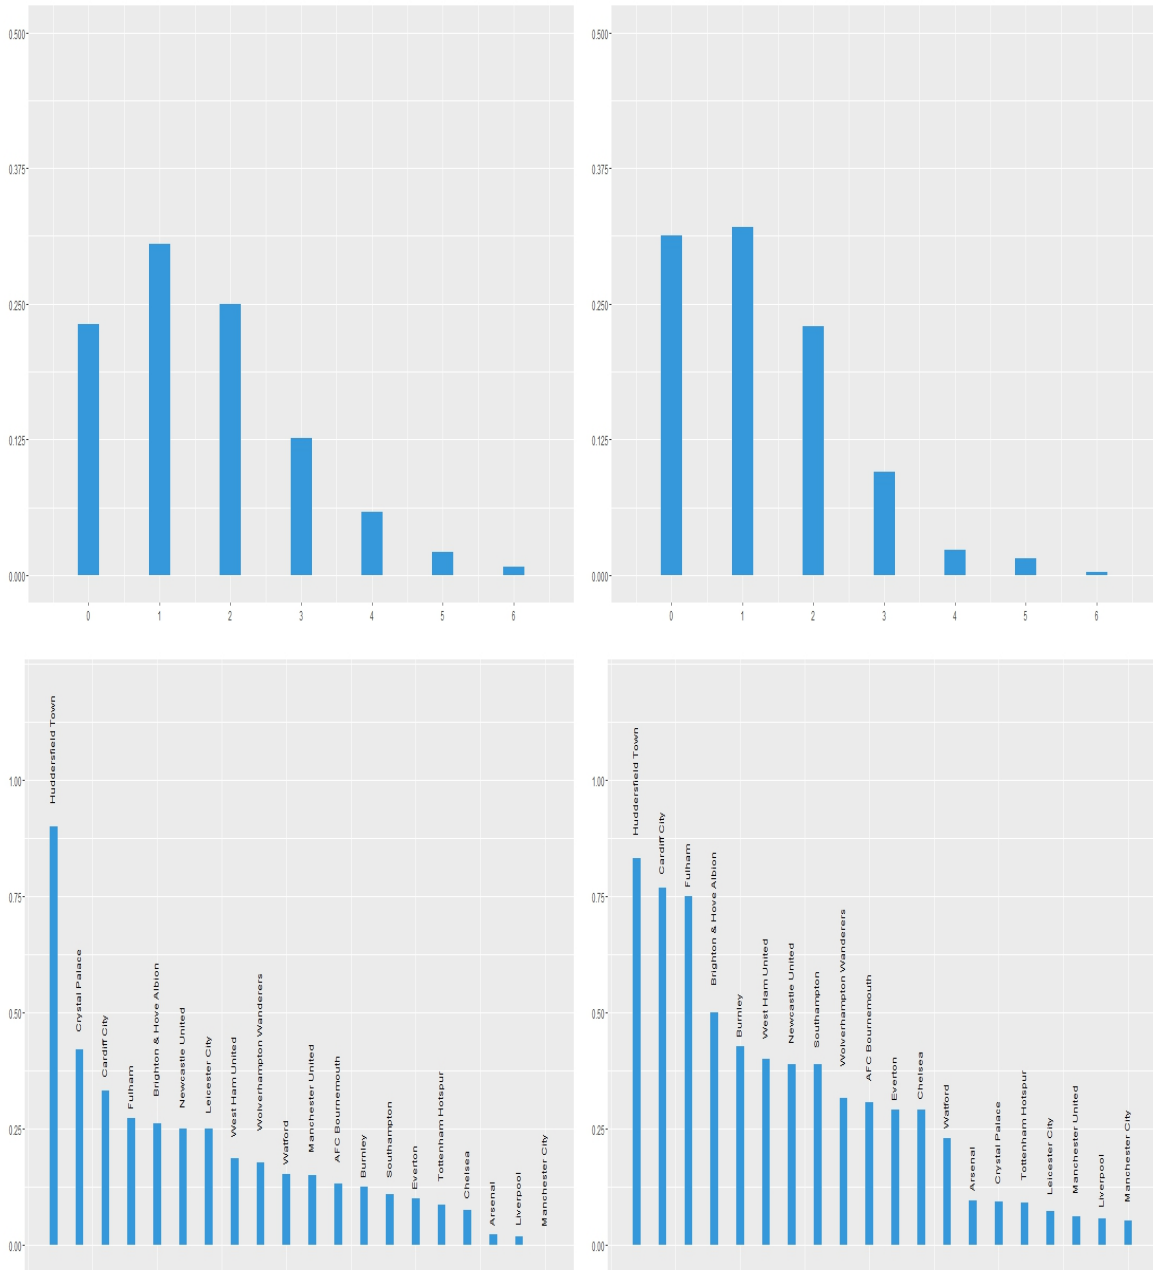 0.500
0.375
0.250
0.125
0.000
0 1 2 3 4 5 6
0.500
0.375
0.250
0.125
0.000
0 1 2 3 4 5 6
1.00
0.75
0.50
0.25
0.00
Huddersfield Town
Crystal Palace
Cardiff City
Fulham
Brighton & Hove Albion
Newcastle United
Leicester City
West Ham United
Wolverhampton Wanderers
Watford
Manchester United
AFC Bournemouth
Burnley
Southampton
Everton
Tottenham Hotspur
Chelsea
Arsenal
Liverpool
Manchester City
1.00
0.75
0.50
0.25
0.00
Huddersfield Town
Cardiff City
Fulham
Brighton & Hove Albion
Burnley
West Ham United
Newcastle United
Southampton
Wolverhampton Wanderers
AFC Bournemouth
Everton
Chelsea
Watford
Arsenal
Crystal Palace
Tottenham Hotspur
Leicester City
Manchester United
Liverpool
Manchester City